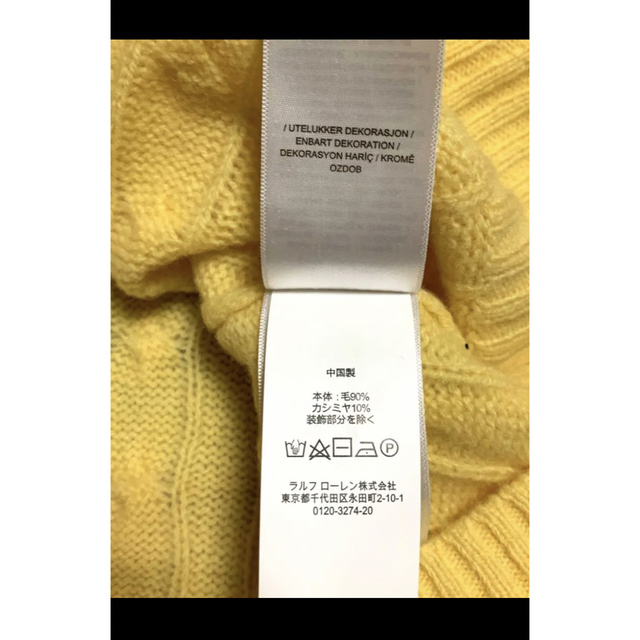 / UTELUKKER DEKORASJON /
ENBART DEKORATION /
DEKORASYON HARİÇ / KROMĚ
OZDOB
中国製
本体 : 毛90%
カシミヤ10%
装飾部分を除く
ラルフ ローレン株式会社
東京都千代田区永田町2-10-1
0120-3274-20